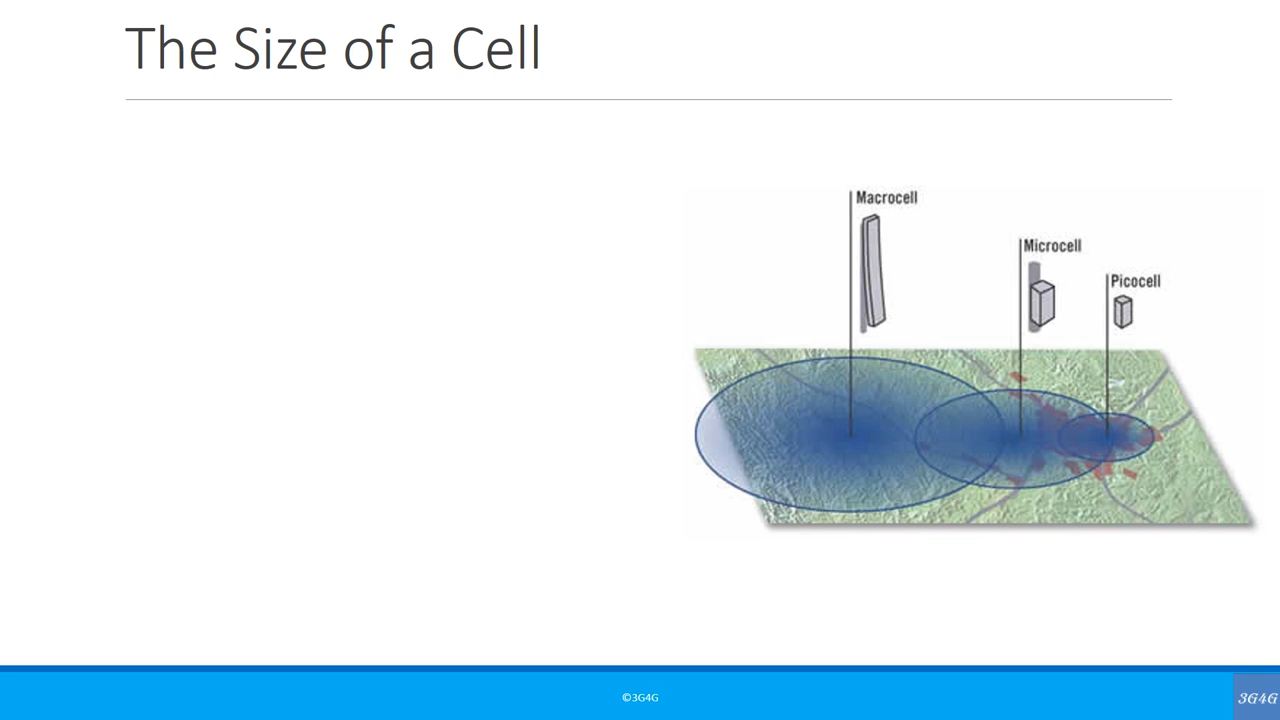 The Size of a Cell
Macrocell
Microcell
Picocell
©3G4G
3G4G